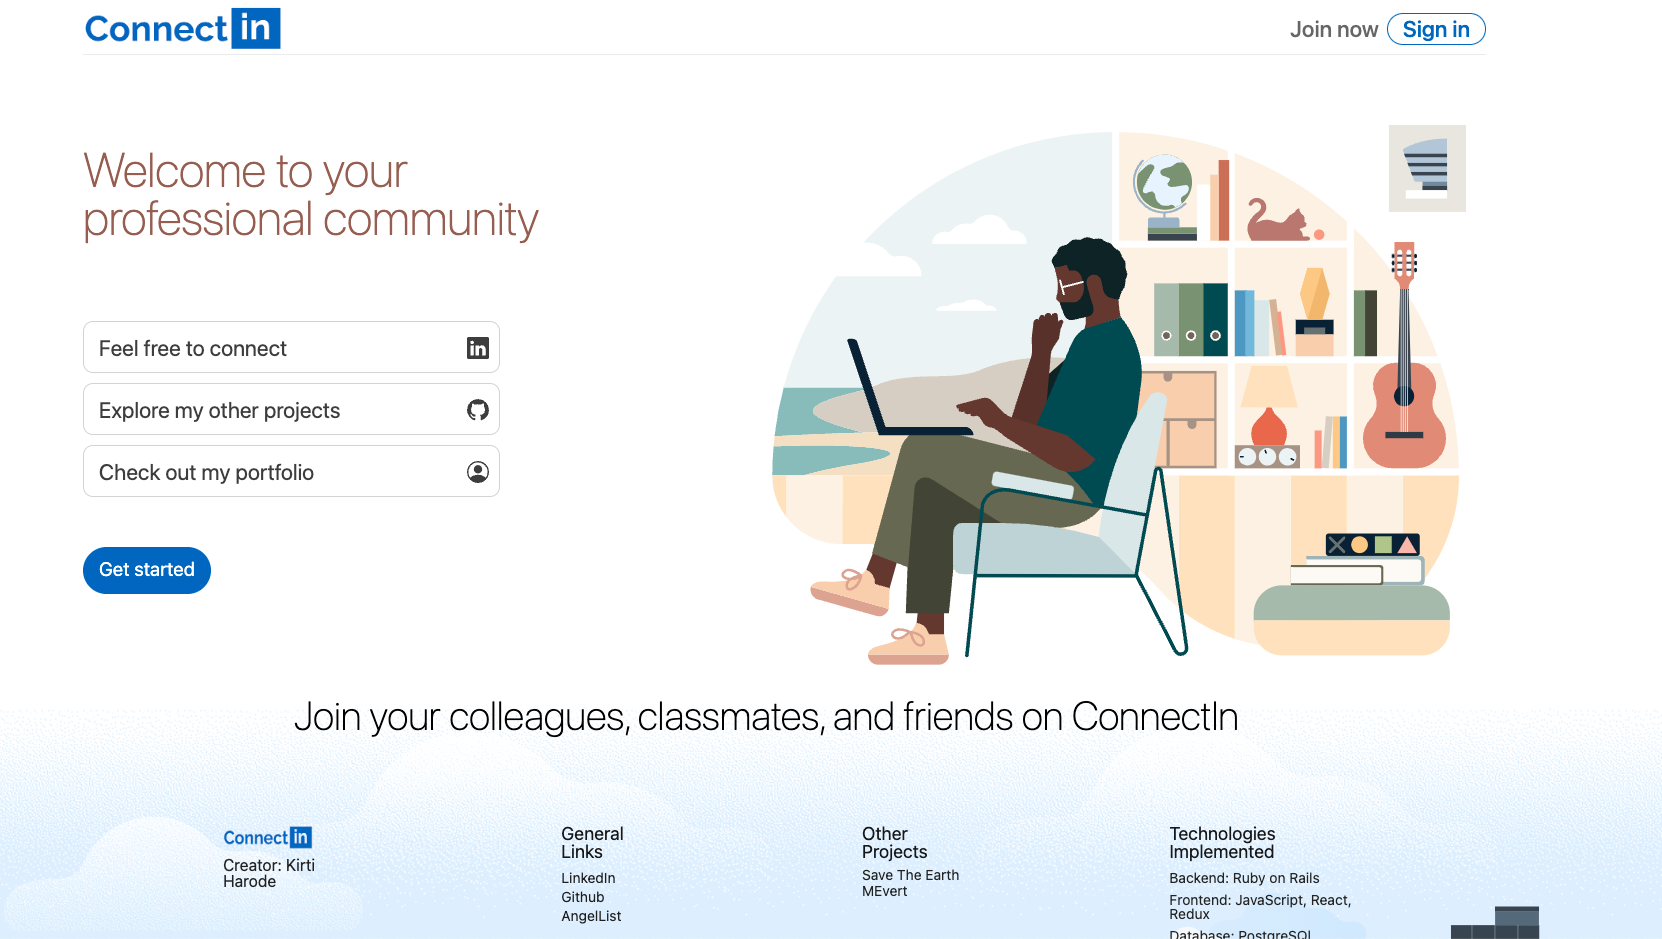 Connect in
Join now
Sign in
Welcome to your
professional community
Feel free to connect
in
Explore my other projects
Check out my portfolio
Get started
Join your colleagues, classmates, and friends on ConnectIn
Connect in
Creator: Kirti
Harode
General
Links
LinkedIn
Github
AngelList
Other
Projects
Save The Earth
MEvert
Technologies
Implemented
Backend: Ruby on Rails
Frontend: JavaScript, React,
Redux
Database: PostgreSQL